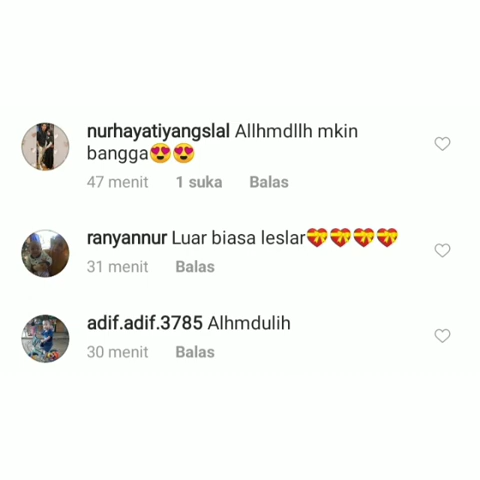 nurhayatiyangslal Allhmdllh mkin
bangga😍😍
47 menit 1 suka Balas
ranyannur Luar biasa leslar💝💝💝💝
31 menit Balas
adif.adif.3785 Alhmdulih
30 menit Balas